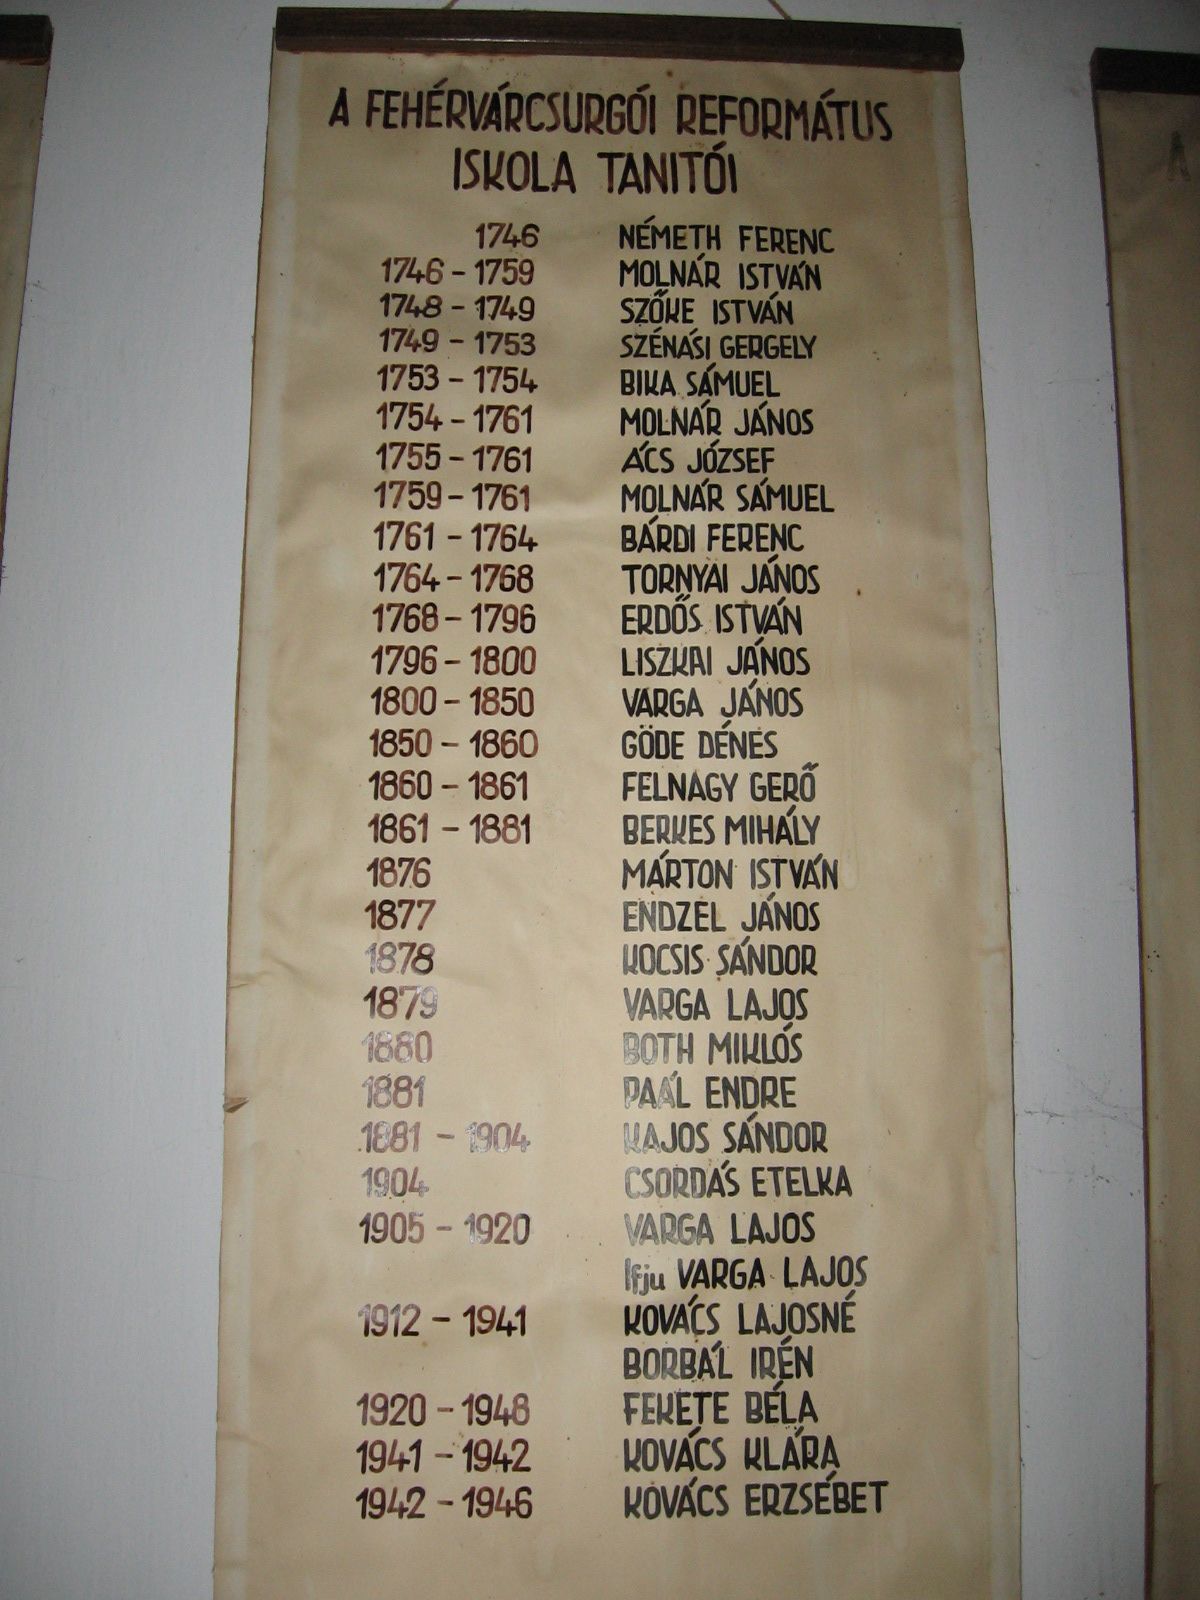 A FEHÉRVÁRCSURGÓI REFORMÁTUS
ISKOLA TANITÓI
1746 NÉMETH FERENC
1746 - 1759 MOLNÁR ISTVÁN
1748 - 1749 SZŐKE ISTVÁN
1749 - 1753 SZÉNÁSI GERGELY
1753 - 1754 BIKA SÁMUEL
1754 - 1761 MOLNÁR JÁNOS
1755 - 1761 ÁCS JÓZSEF
1759 - 1761 MOLNÁR SÁMUEL
1761 - 1764 BÁRDI FERENC
1764 - 1768 TORNYAI JÁNOS
1768 - 1796 ERDŐS ISTVÁN
1796 - 1800 LISZKAI JÁNOS
1800 - 1850 VARGA JÁNOS
1850 - 1860 GÖDE DÉNES
1860 - 1861 FELNAGY GERŐ
1861 - 1881 BERKES MIHÁLY
1876 MÁRTON ISTVÁN
1877 ENDZEL JÁNOS
1878 KOCSIS SÁNDOR
1879 VARGA LAJOS
1880 BOTH MIKLÓS
1881 PAÁL ENDRE
1881 - 1904 KAJOS SÁNDOR
1904 CSORDÁS ETELKA
1905 - 1920 VARGA LAJOS
Ifju VARGA LAJOS
1912 - 1941 KOVÁCS LAJOSNÉ
BORBÁL IRÉN
1920 - 1948 FEKETE BÉLA
1941 - 1942 KOVÁCS KLÁRA
1942 - 1946 KOVÁCS ERZSÉBET
A